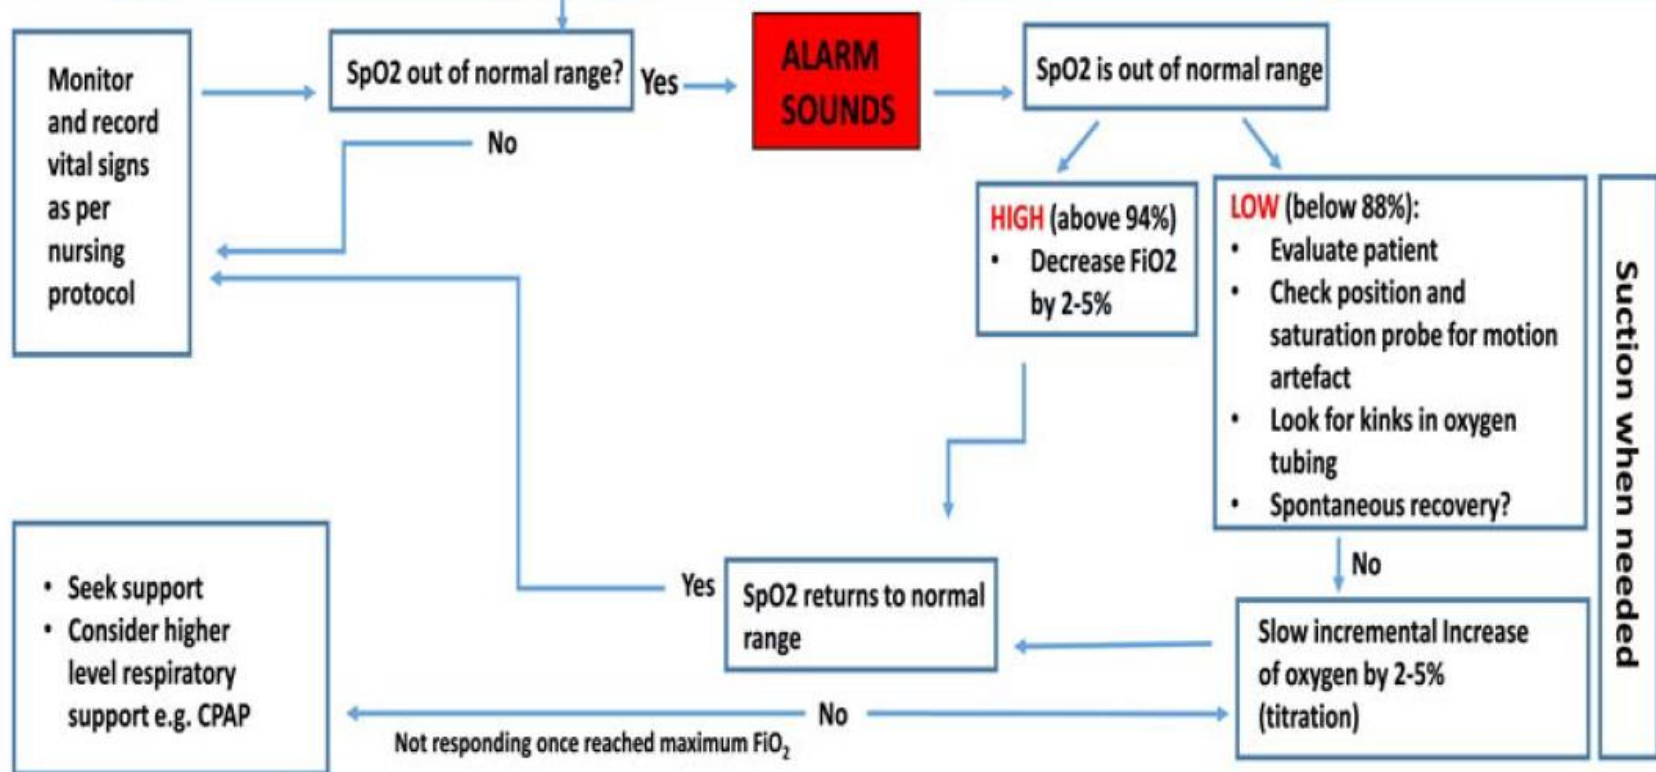 Monitor
and record
vital signs
as per
nursing
protocol
SpO2 out of normal range?
Yes
No
ALARM
SOUNDS
SpO2 is out of normal range
HIGH (above 94%)
• Decrease FiO2
by 2-5%
LOW (below 88%):
• Evaluate patient
• Check position and
saturation probe for motion
artefact
• Look for kinks in oxygen
tubing
• Spontaneous recovery?
No
Slow incremental Increase
of oxygen by 2-5%
(titration)
SpO2 returns to normal
range
Yes
No
Not responding once reached maximum FiO₂
• Seek support
• Consider higher
level respiratory
support e.g. CPAP
Suction when needed